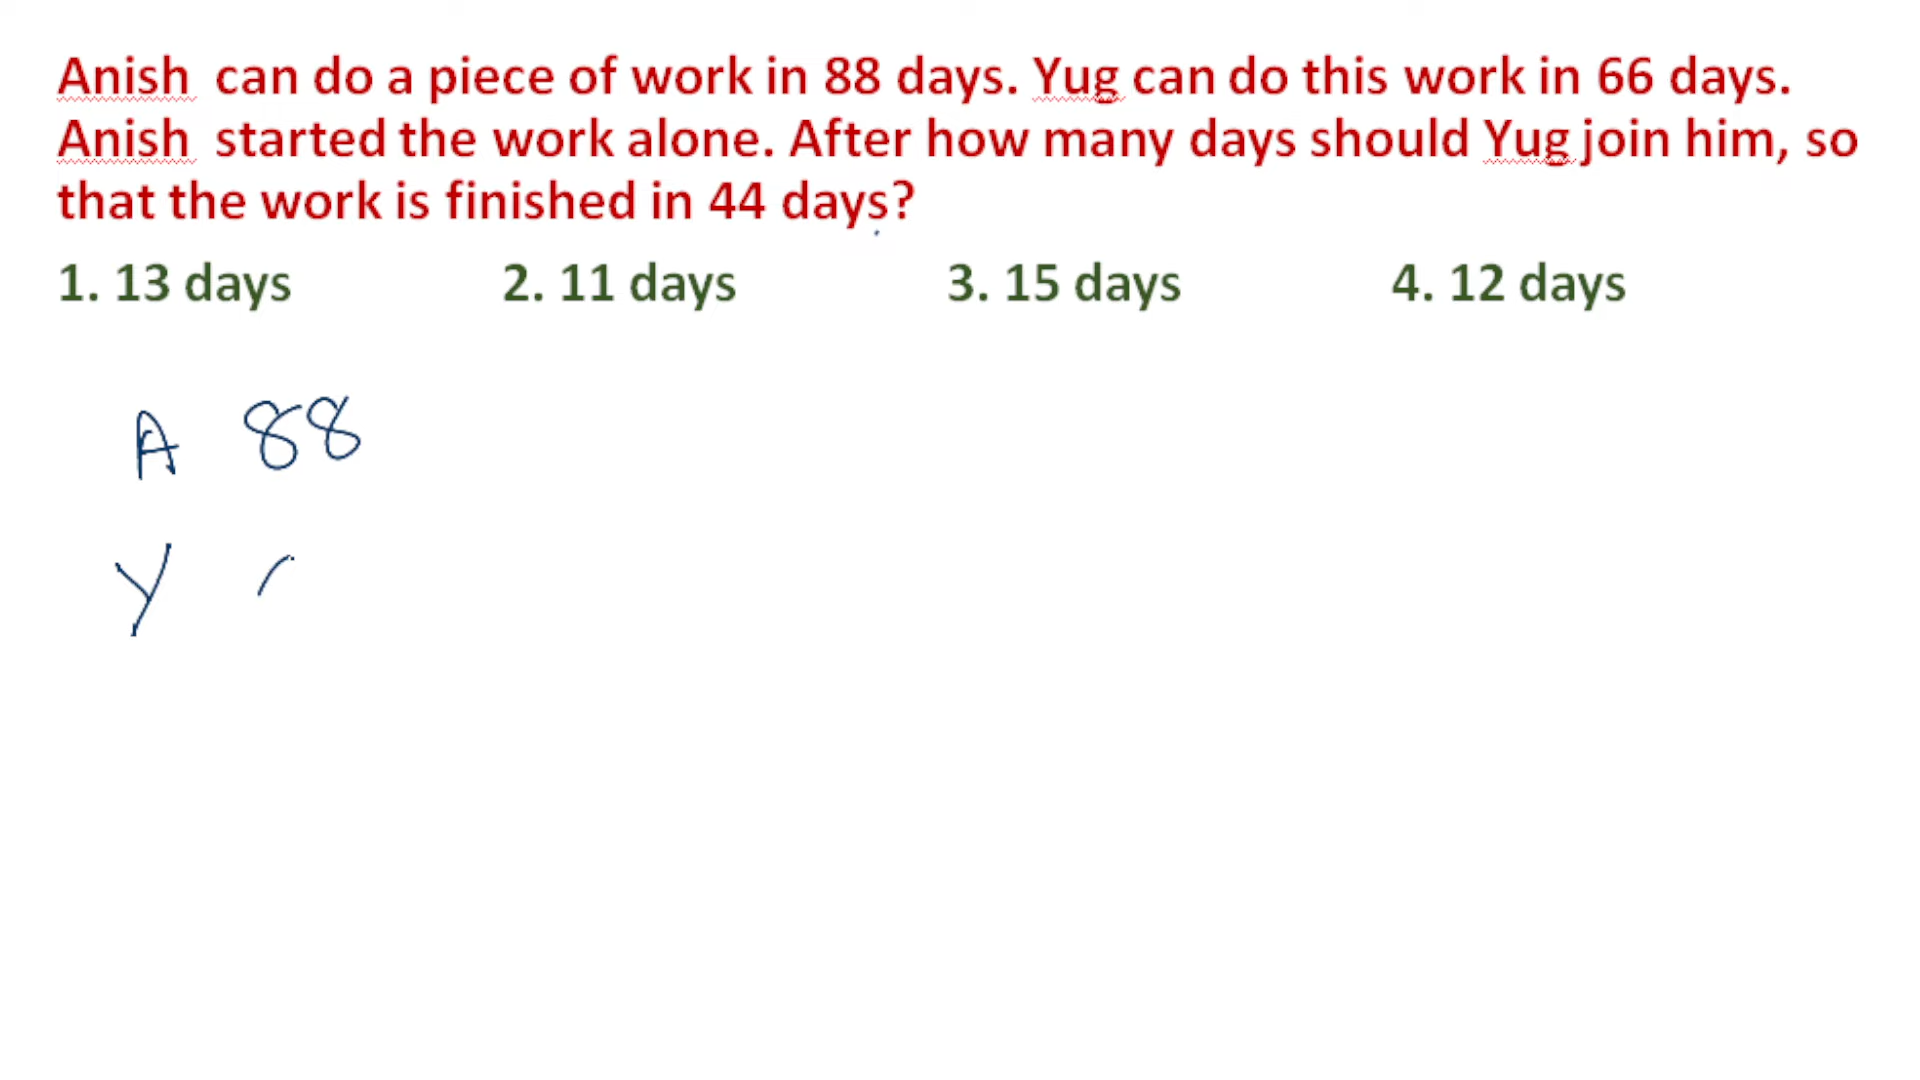 Anish can do a piece of work in 88 days. Yug can do this work in 66 days.
Anish started the work alone. After how many days should Yug join him, so
that the work is finished in 44 days?
1. 13 days 2. 11 days 3. 15 days 4. 12 days
A 88
Y